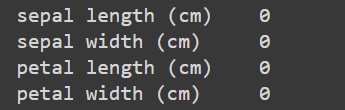 sepal length (cm)    0
sepal width (cm)     0
petal length (cm)    0
petal width (cm)     0